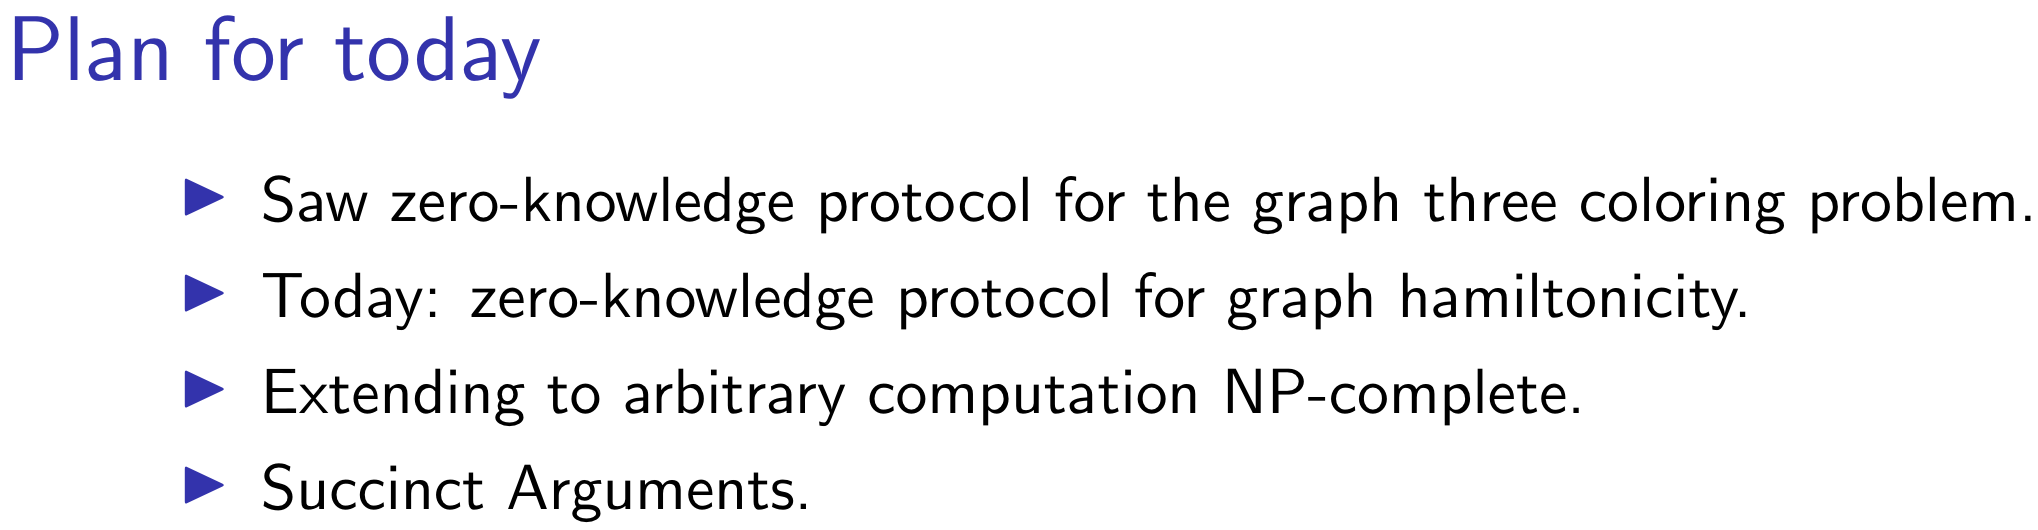 Plan for today
Saw zero-knowledge protocol for the graph three coloring problem.
Today: zero-knowledge protocol for graph hamiltonicity.
Extending to arbitrary computation NP-complete.
Succinct Arguments.